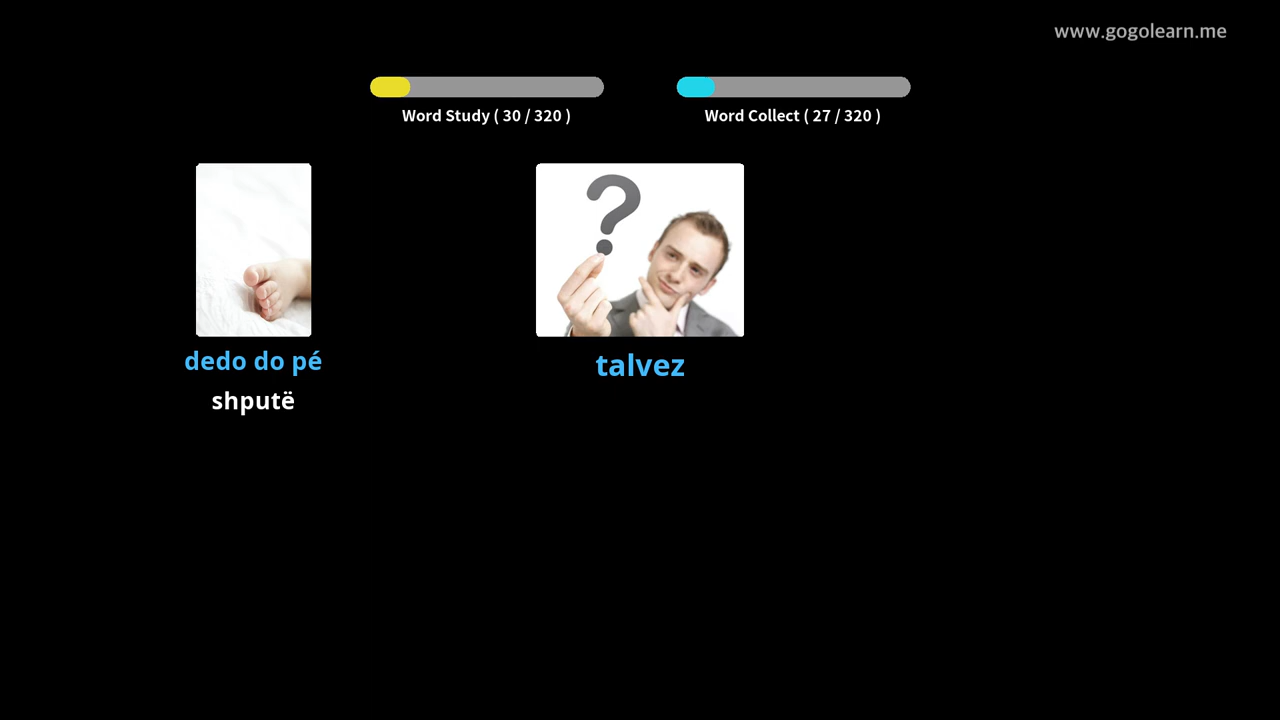 www.gogolearn.me
Word Study ( 30 / 320 )
Word Collect ( 27 / 320 )
dedo do pé
shputë
talvez